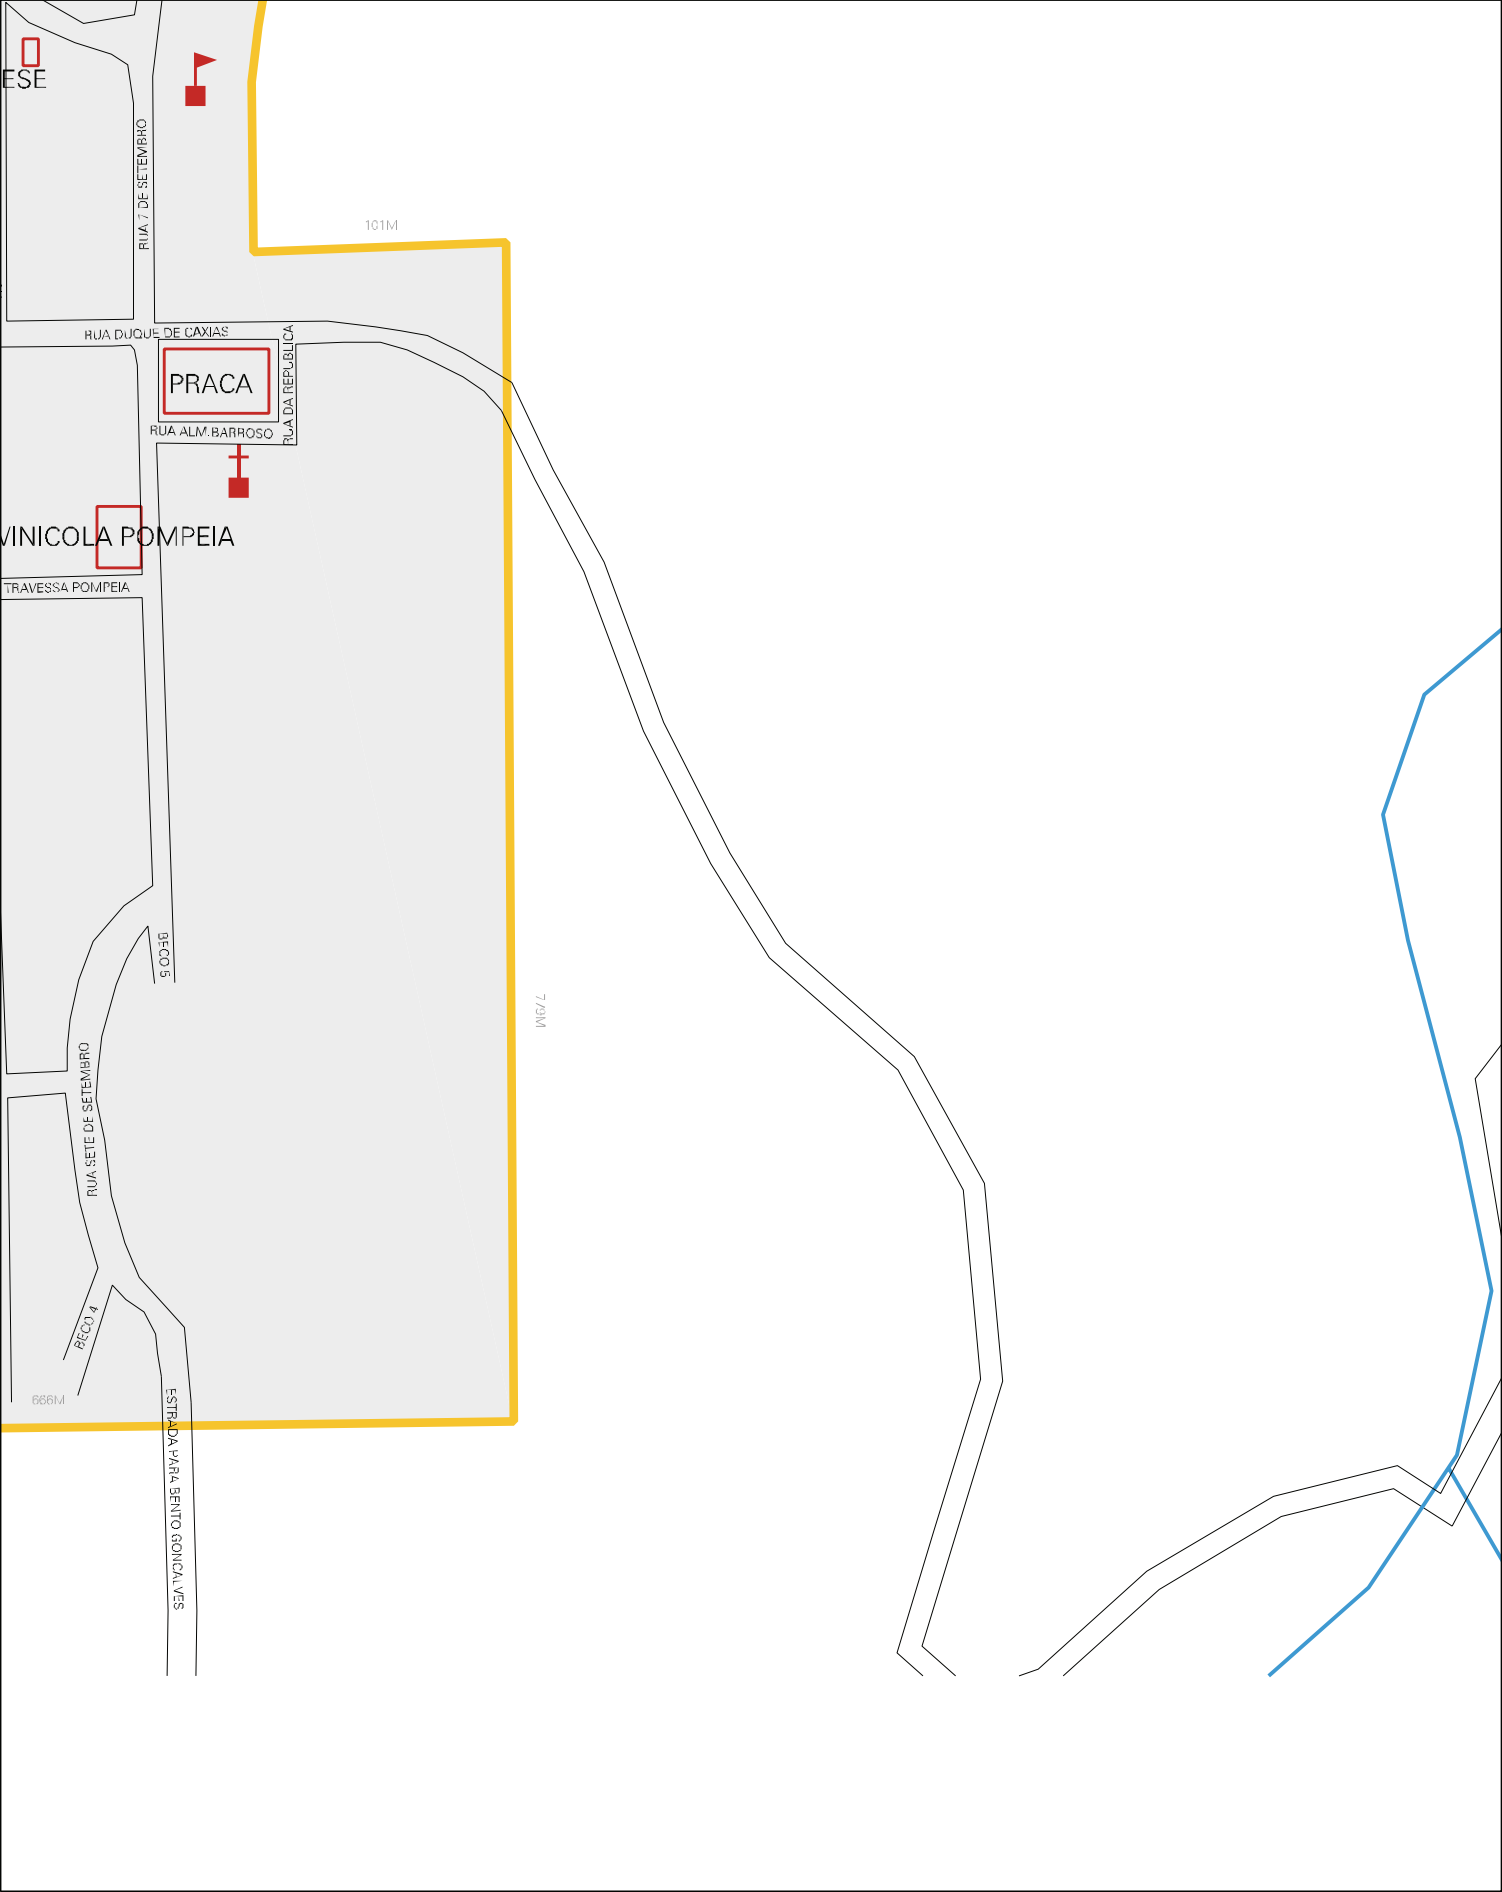 ESE
RUA 7 DE SETEMBRO
101M
RUA DUQUE DE CAXIAS
RUA DA REPUBLICA
PRACA
RUA ALM.BARROSO
VINICOLA POMPEIA
TRAVESSA POMPEIA
BECO 5
779M
RUA SETE DE SETEMBRO
BECO 4
666M
ESTRADA PARA BENTO GONCALVES